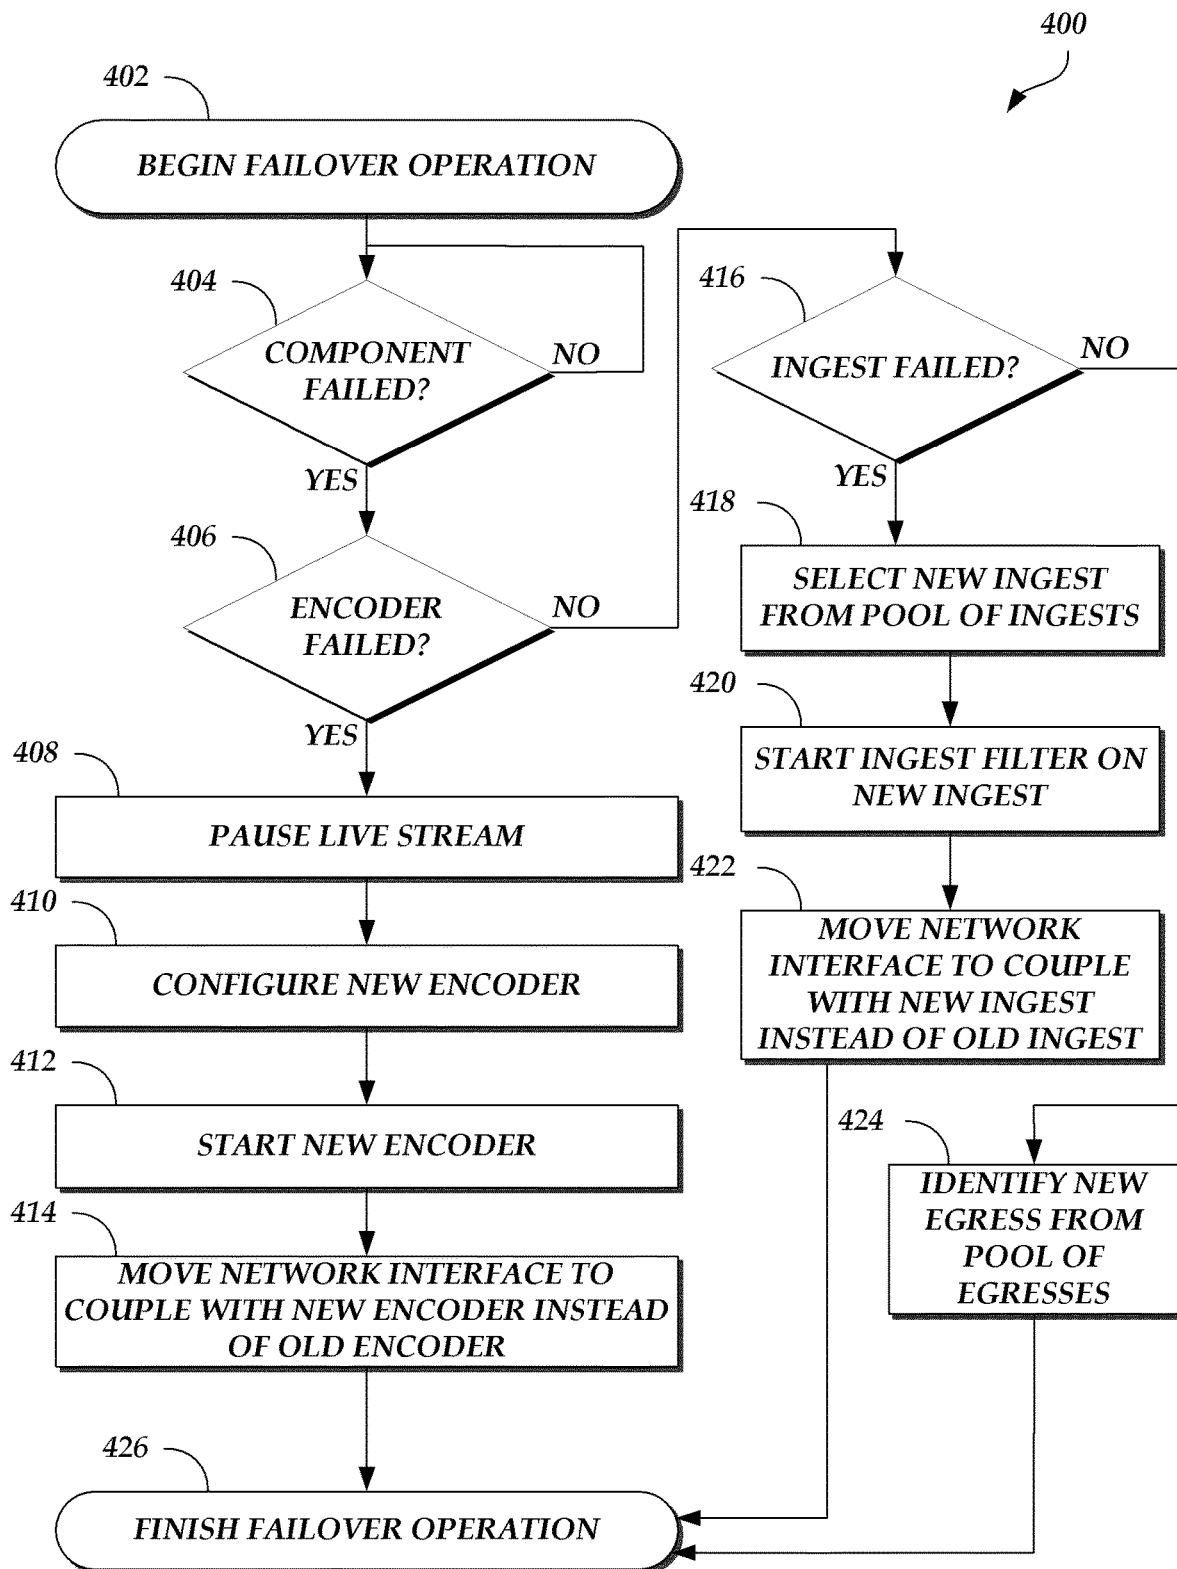 400
402
BEGIN FAILOVER OPERATION
404
COMPONENT
FAILED?
NO
YES
406
ENCODER
FAILED?
NO
YES
408
PAUSE LIVE STREAM
410
CONFIGURE NEW ENCODER
412
START NEW ENCODER
414
MOVE NETWORK INTERFACE TO
COUPLE WITH NEW ENCODER INSTEAD
OF OLD ENCODER
416
INGEST FAILED?
NO
YES
418
SELECT NEW INGEST
FROM POOL OF INGESTS
420
START INGEST FILTER ON
NEW INGEST
422
MOVE NETWORK
INTERFACE TO COUPLE
WITH NEW INGEST
INSTEAD OF OLD INGEST
424
IDENTIFY NEW
EGRESS FROM
POOL OF
EGRESSES
426
FINISH FAILOVER OPERATION